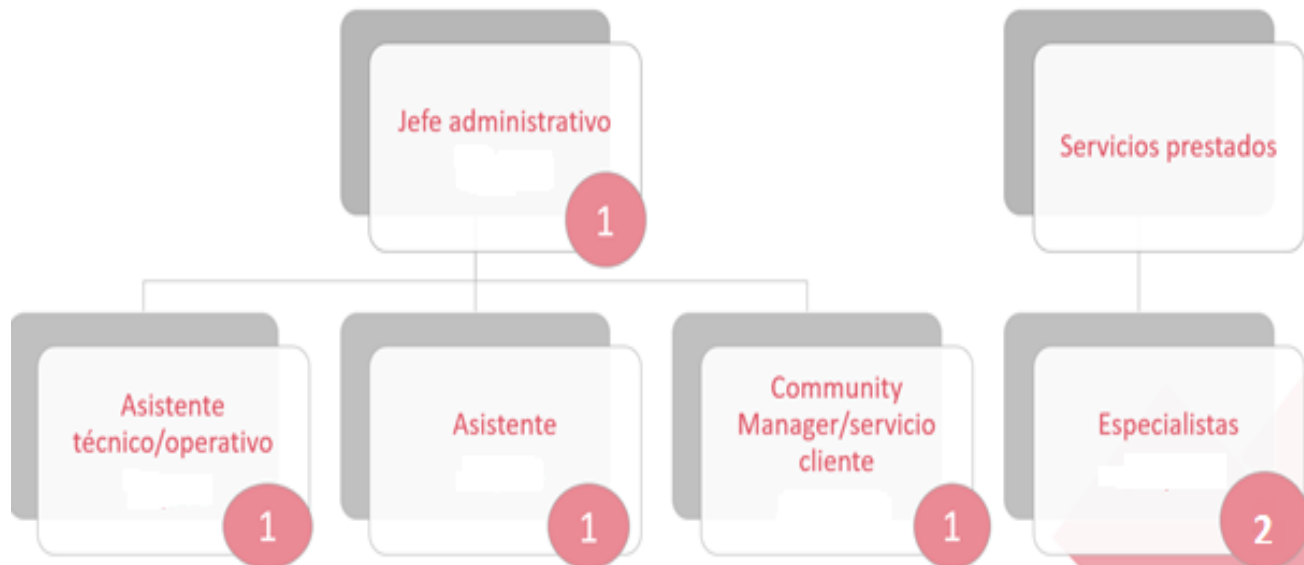 Jefe administrativo
1
Servicios prestados
Asistente
técnico/operativo
1
Asistente
1
Community
Manager/servicio
cliente
1
Especialistas
2